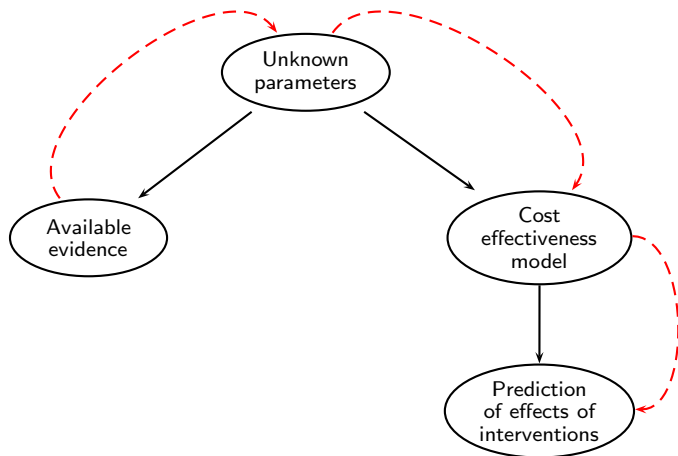 Unknown
parameters
Available
evidence
Cost
effectiveness
model
Prediction
of effects of
interventions